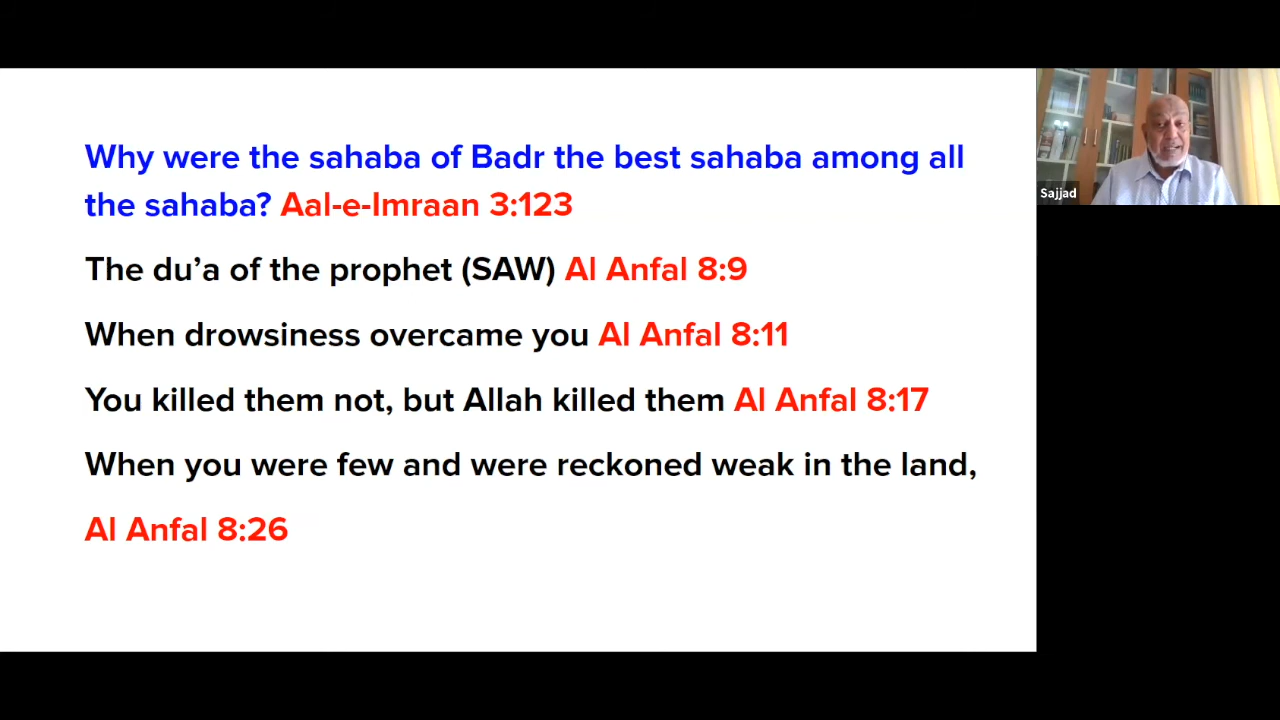 Why were the sahaba of Badr the best sahaba among all
the sahaba? Aal-e-Imraan 3:123
The du’a of the prophet (SAW) Al Anfal 8:9
When drowsiness overcame you Al Anfal 8:11
You killed them not, but Allah killed them Al Anfal 8:17
When you were few and were reckoned weak in the land,
Al Anfal 8:26
Sajjad